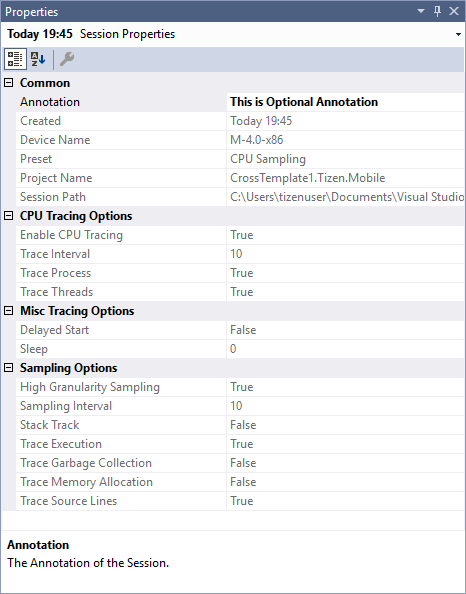 Properties
Today 19:45 Session Properties
Common
Annotation This is Optional Annotation
Created Today 19:45
Device Name M-4.0-x86
Preset CPU Sampling
Project Name CrossTemplate1.Tizen.Mobile
Session Path C:\Users\tizenuser\Documents\Visual Studio
CPU Tracing Options
Enable CPU Tracing True
Trace Interval 10
Trace Process True
Trace Threads True
Misc Tracing Options
Delayed Start False
Sleep 0
Sampling Options
High Granularity Sampling True
Sampling Interval 10
Stack Track False
Trace Execution True
Trace Garbage Collection False
Trace Memory Allocation False
Trace Source Lines True
Annotation
The Annotation of the Session.